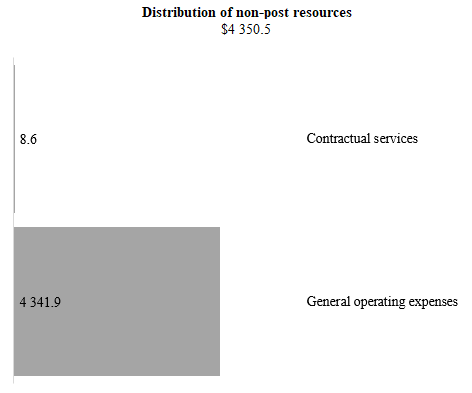 Distribution of non-post resources
$4 350.5
8.6
Contractual services
4 341.9
General operating expenses